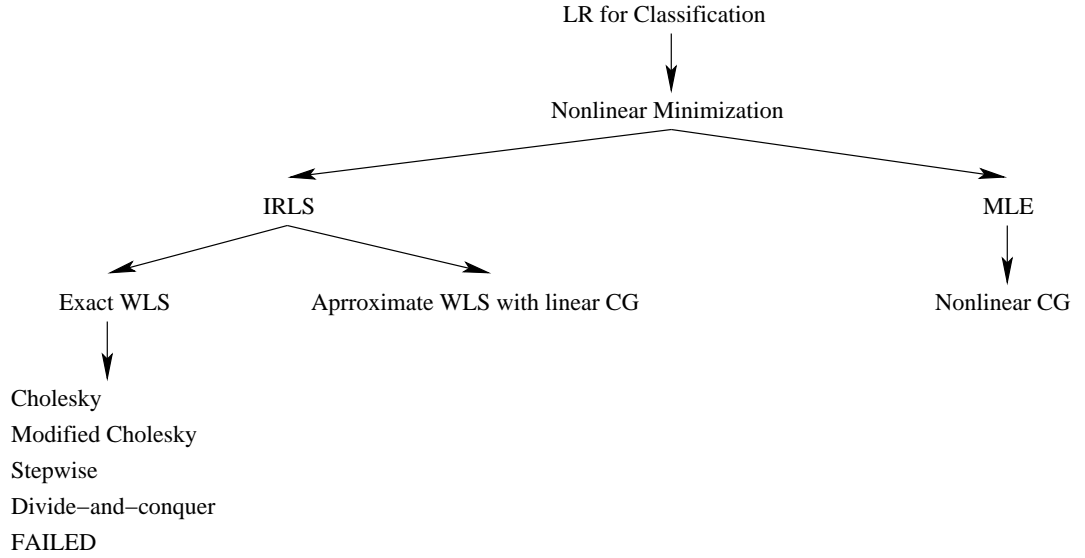 LR for Classification
Nonlinear Minimization
IRLS
MLE
Exact WLS
Aprroximate WLS with linear CG
Nonlinear CG
Cholesky
Modified Cholesky
Stepwise
Divide−and−conquer
FAILED